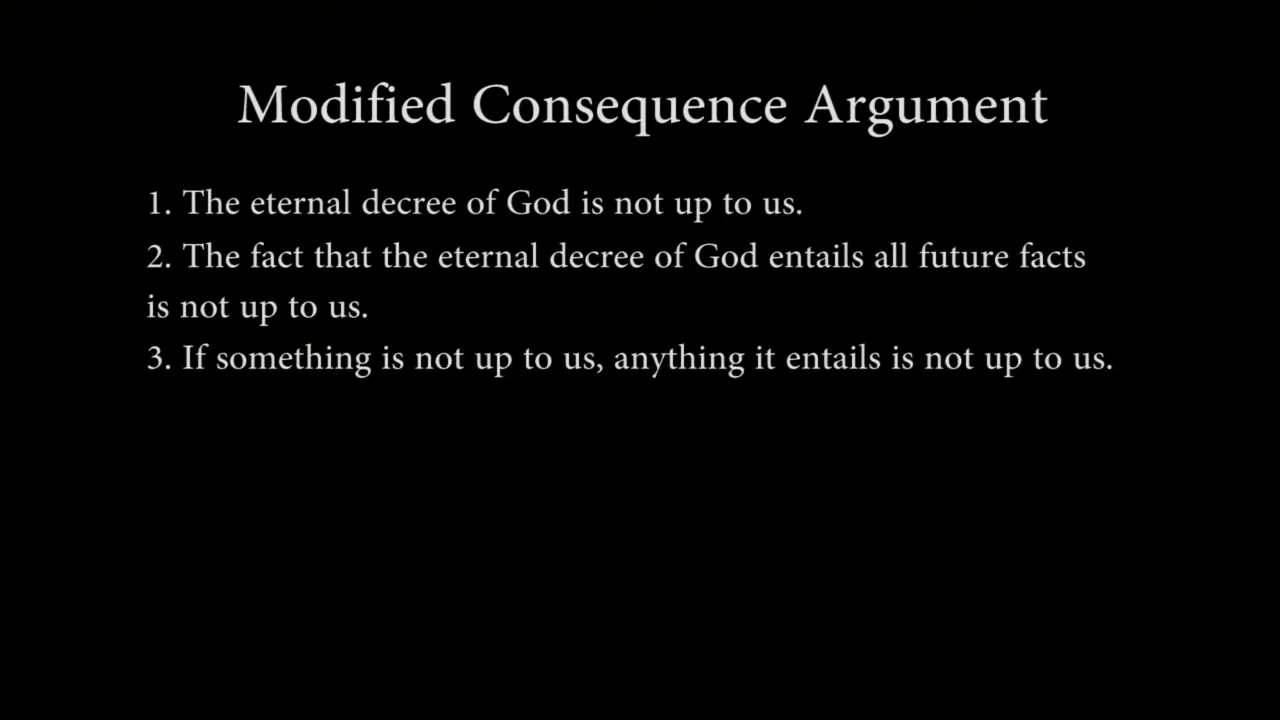 Modified Consequence Argument
1. The eternal decree of God is not up to us.
2. The fact that the eternal decree of God entails all future facts
is not up to us.
3. If something is not up to us, anything it entails is not up to us.